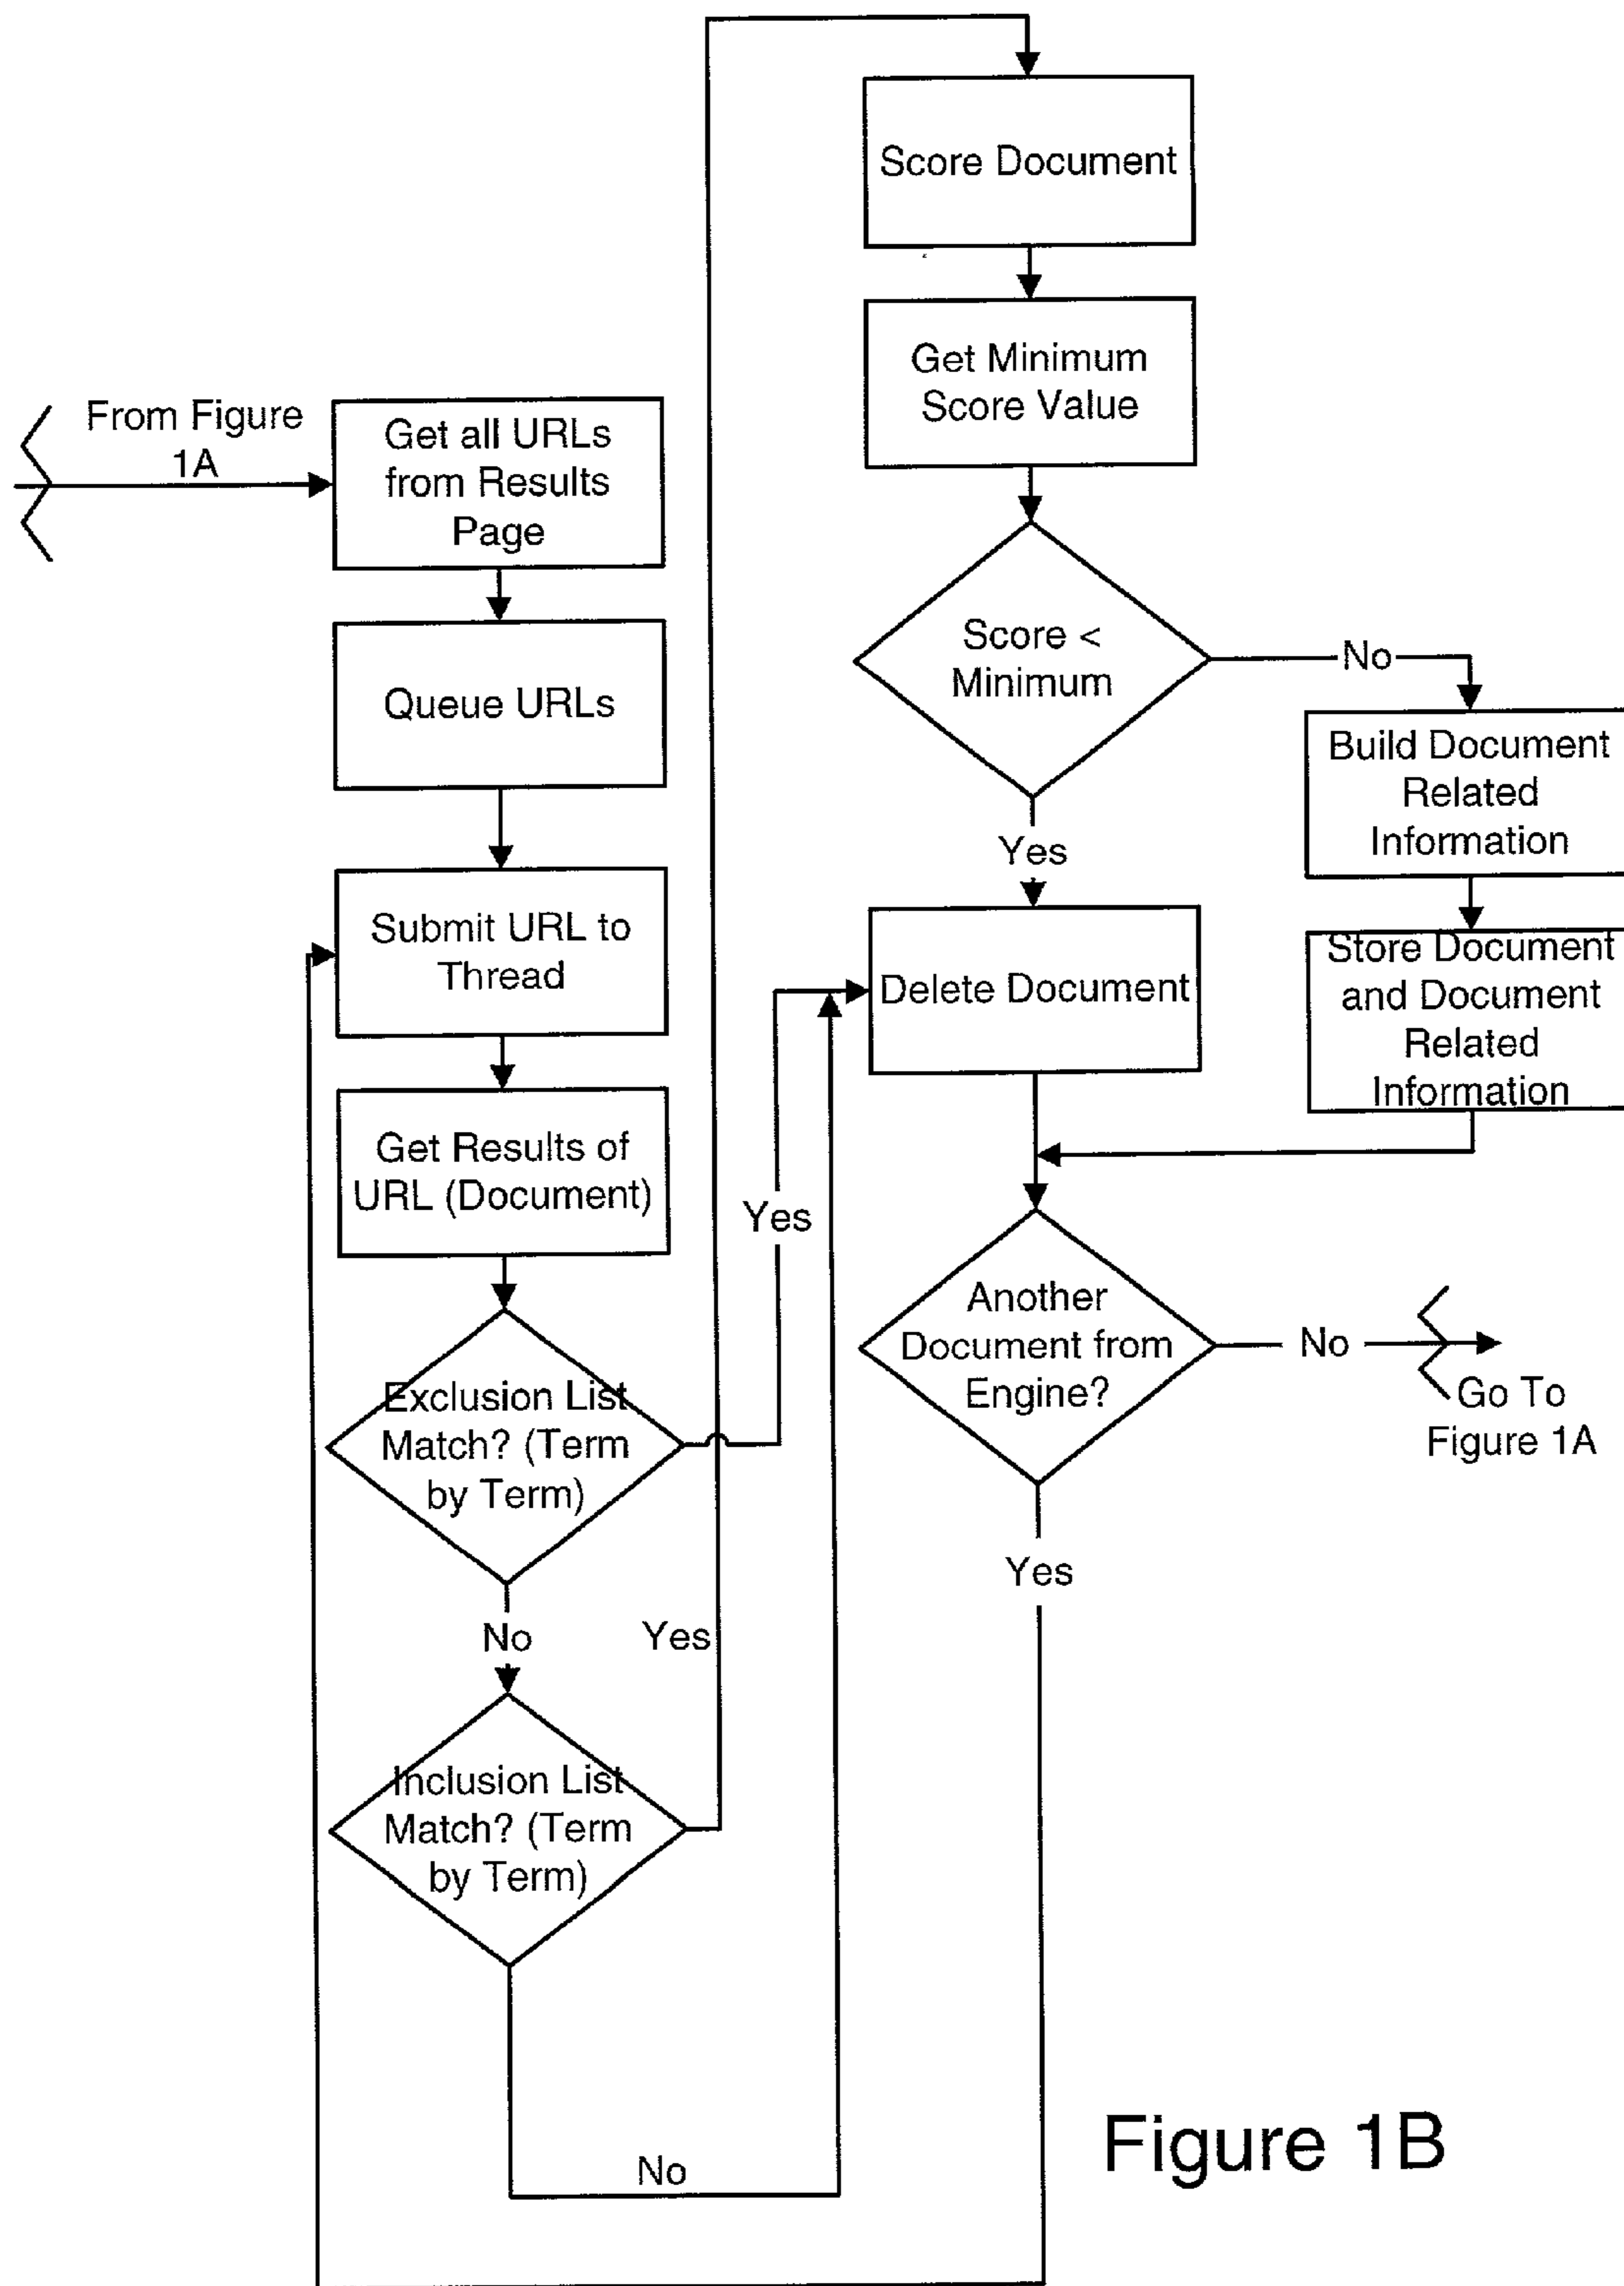 From Figure
1A
Get all URLs
from Results
Page
Queue URLs
Submit URL to
Thread
Get Results of
URL (Document)
Exclusion List
Match? (Term
by Term)
Yes
No
Inclusion List
Match? (Term
by Term)
Yes
No
Score Document
Get Minimum
Score Value
Score <
Minimum
No
Yes
Build Document
Related
Information
Store Document
and Document
Related
Information
Delete Document
Another
Document from
Engine?
No
Go To
Figure 1A
Yes
Figure 1B